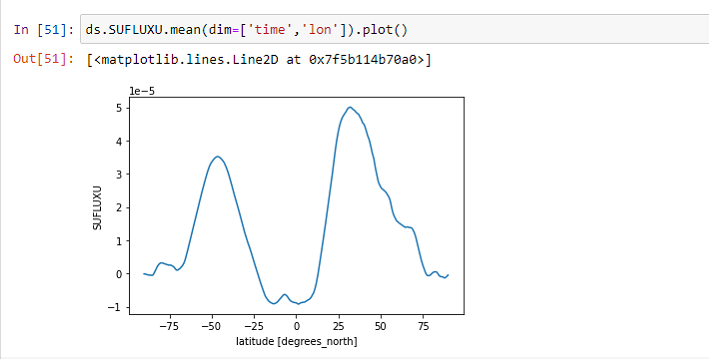 In [51]: ds.SUFLUXU.mean(dim=['time','lon']).plot()
Out[51]: [<matplotlib.lines.Line2D at 0x7f5b114b70a0>]
1e−5
5
4
3
2
1
0
−1
SUFLUXU
−75 −50 −25 0 25 50 75
latitude [degrees_north]